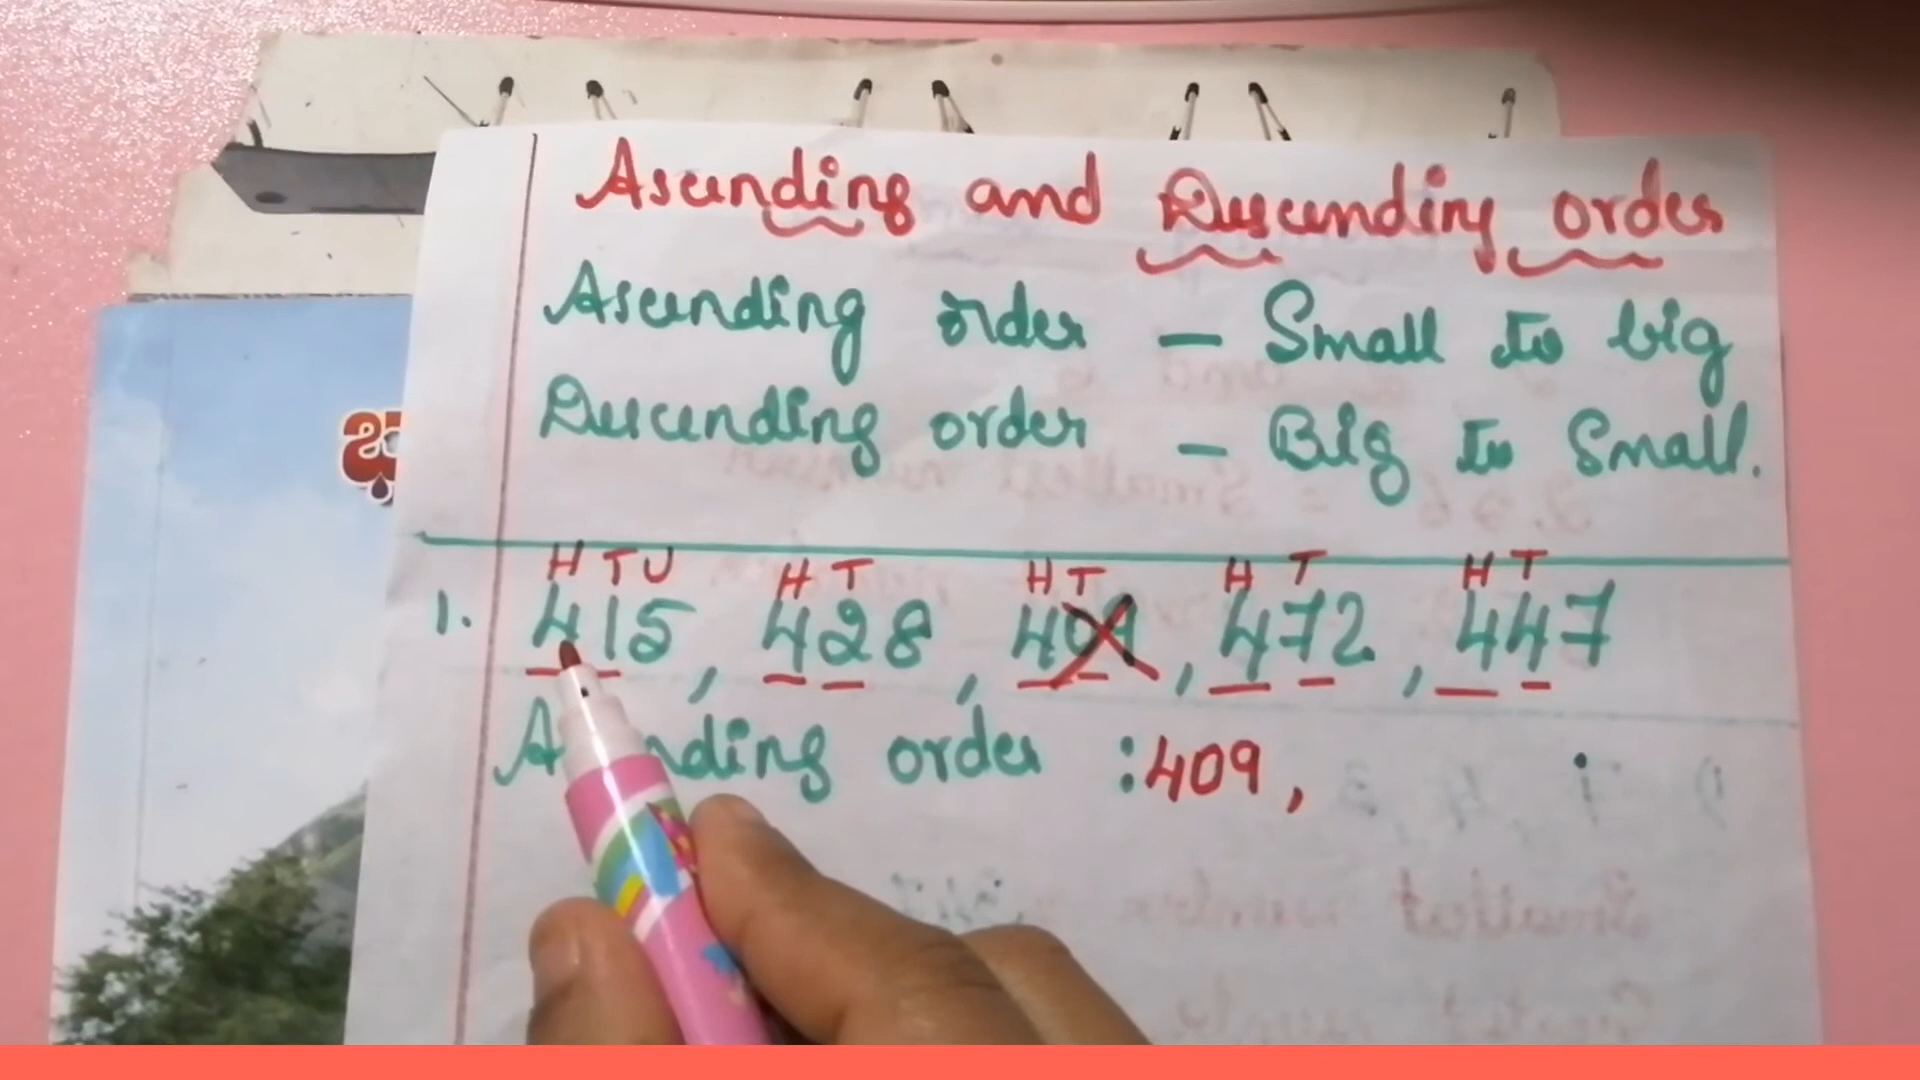 Ascending and Descending order
Ascending order - Small to big
Descending order - Big to Small.
H T U H T H T H T H T
1. 415, 428, 409, 472, 447
order : 409,